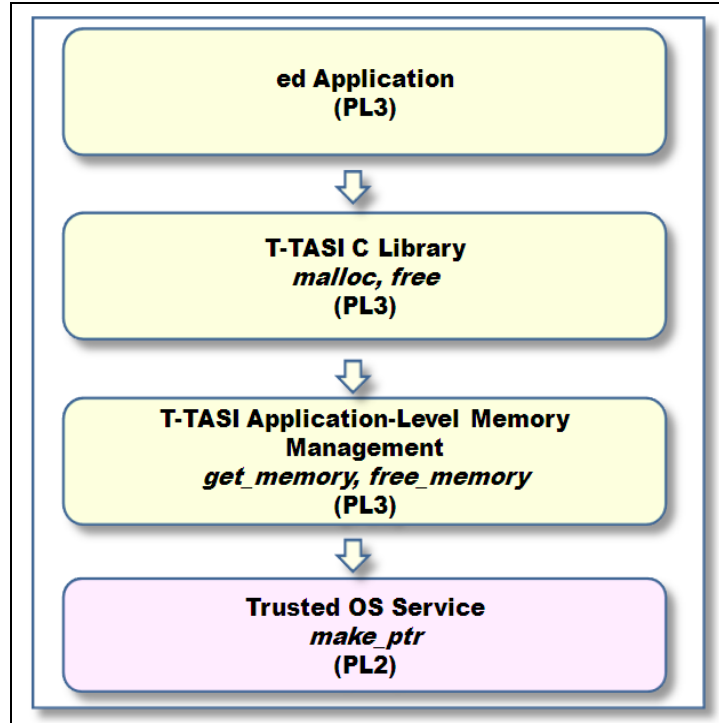 ed Application
(PL3)
T-TASI C Library
malloc, free
(PL3)
T-TASI Application-Level Memory
Management
get_memory, free_memory
(PL3)
Trusted OS Service
make_ptr
(PL2)